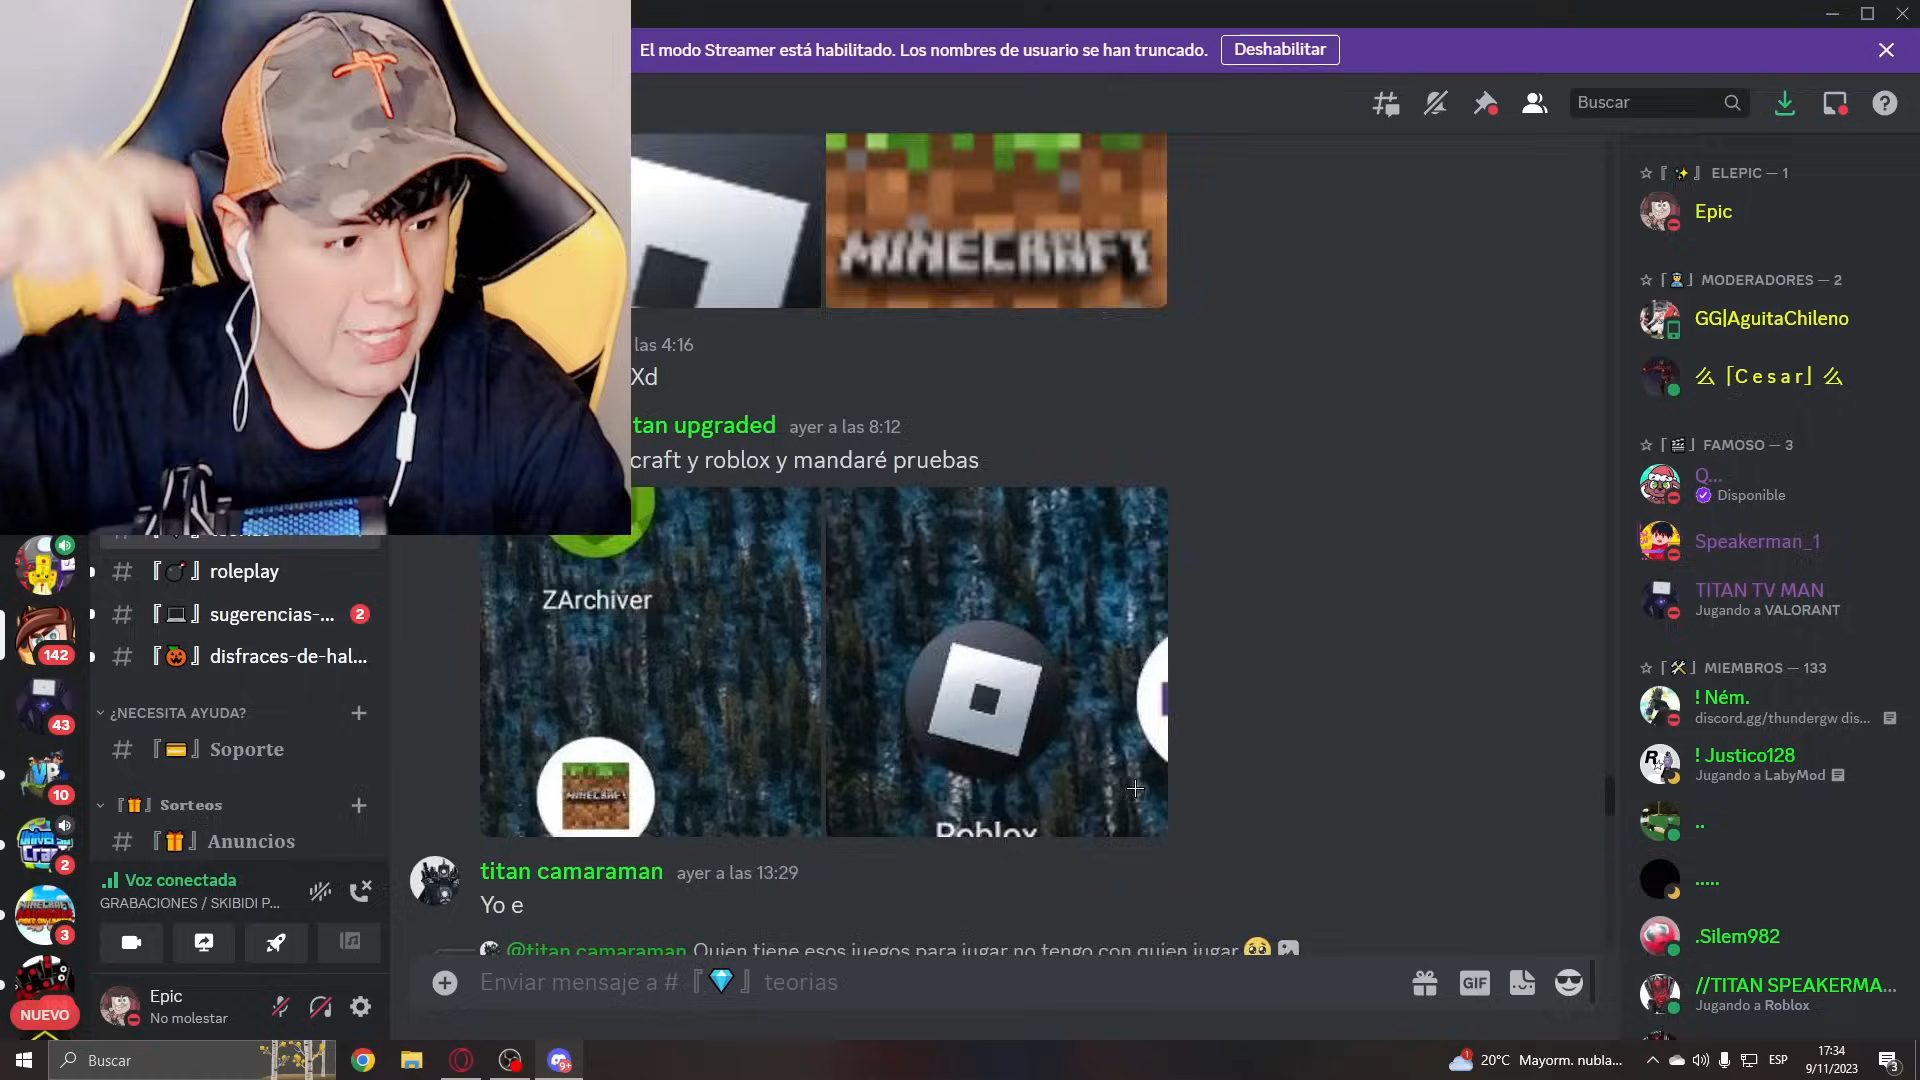 El modo Streamer está habilitado. Los nombres de usuario se han truncado.
Deshabilitar
Buscar
MINECRAFT
las 4:16
Xd
tan upgraded ayer a las 8:12
craft y roblox y mandaré pruebas
ZArchiver
MINECRAFT
Roblox
titan camaraman ayer a las 13:29
Yo e
@titan camaraman Quien tiene esos juegos para jugar no tengo con quien jugar 🥺
Enviar mensaje a # 『💎』 teorias
GIF
# 『💣』 roleplay
# 『💻』 sugerencias-... 2
# 『🎃』 disfraces-de-hal...
¿NECESITA AYUDA?
# 『💳』 Soporte
『🎁』 Sorteos
# 『🎁』 Anuncios
Voz conectada
GRABACIONES / SKIBIDI P...
Epic
No molestar
142
43
10
2
3
NUEVO
☆ 『✨』 ELEPIC — 1
Epic
☆ 『👮』 MODERADORES — 2
GG|AguitaChileno
么「C e s a r」么
☆ 『🎬』 FAMOSO — 3
Q...
Disponible
Speakerman_1
TITAN TV MAN
Jugando a VALORANT
☆ 『🛠』 MIEMBROS — 133
! Ném.
discord.gg/thundergw dis...
! Justico128
Jugando a LabyMod
..
.....
.Silem982
//TITAN SPEAKERMA...
Jugando a Roblox
Buscar
9+
20°C Mayorm. nubla...
ESP
17:34
9/11/2023
3